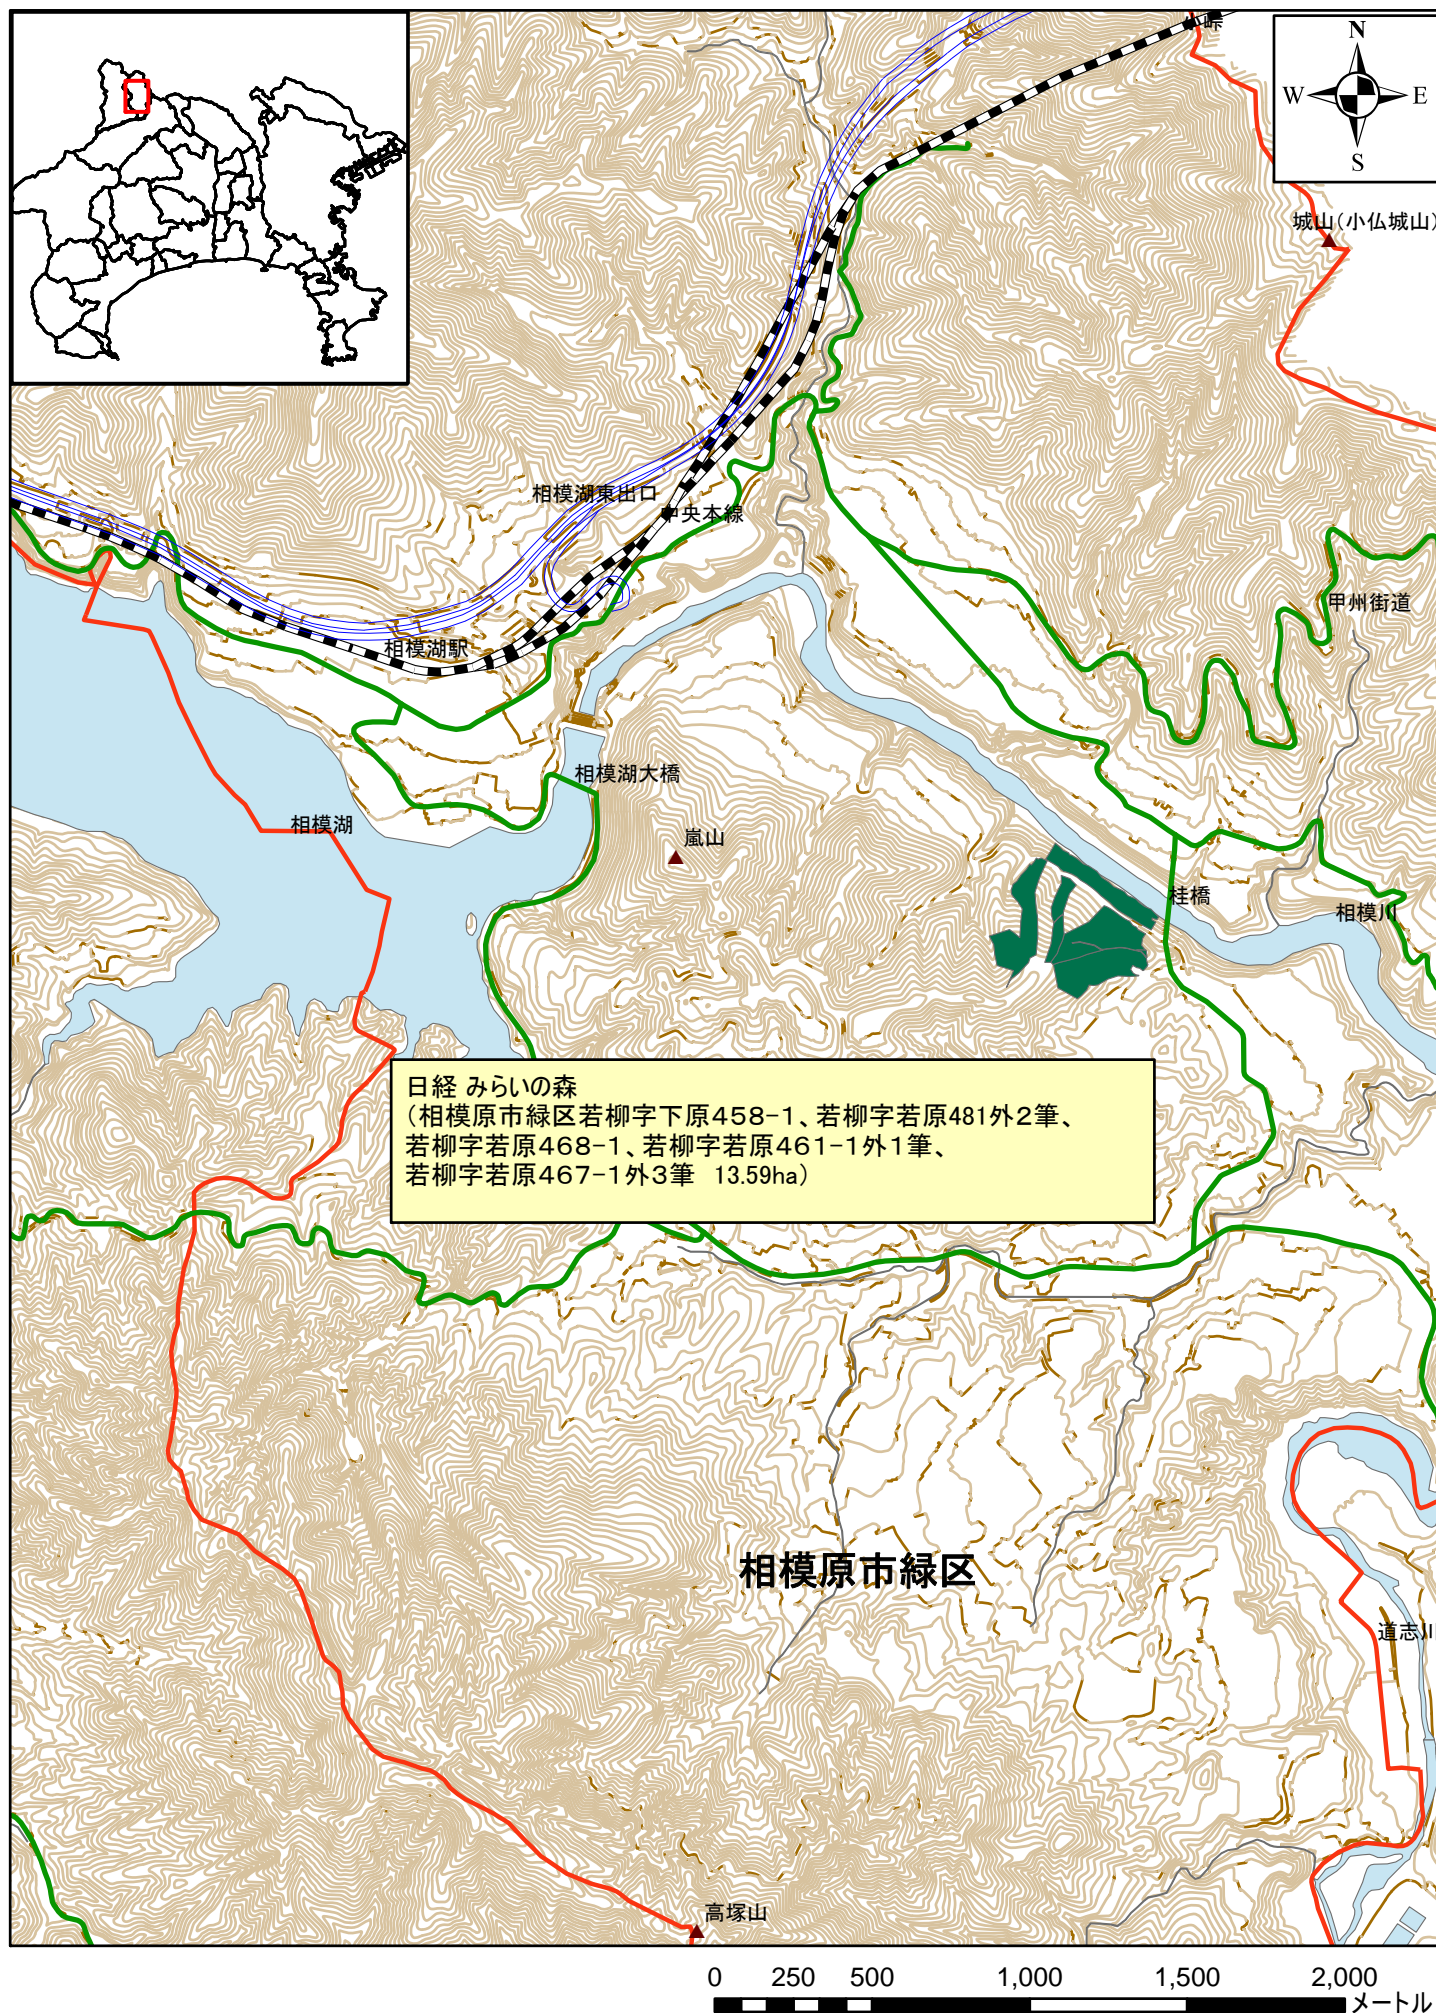 小仏峠
N
W
E
S
城山(小仏城山)
相模湖東出口
中央本線
甲州街道
相模湖駅
相模湖大橋
相模湖
嵐山
桂橋
相模川
日経 みらいの森
(相模原市緑区若柳字下原458-1、若柳字若原481外2筆、
若柳字若原468-1、若柳字若原461-1外1筆、
若柳字若原467-1外3筆 13.59ha)
相模原市緑区
道志川
高塚山
0 250 500 1,000 1,500 2,000
メートル